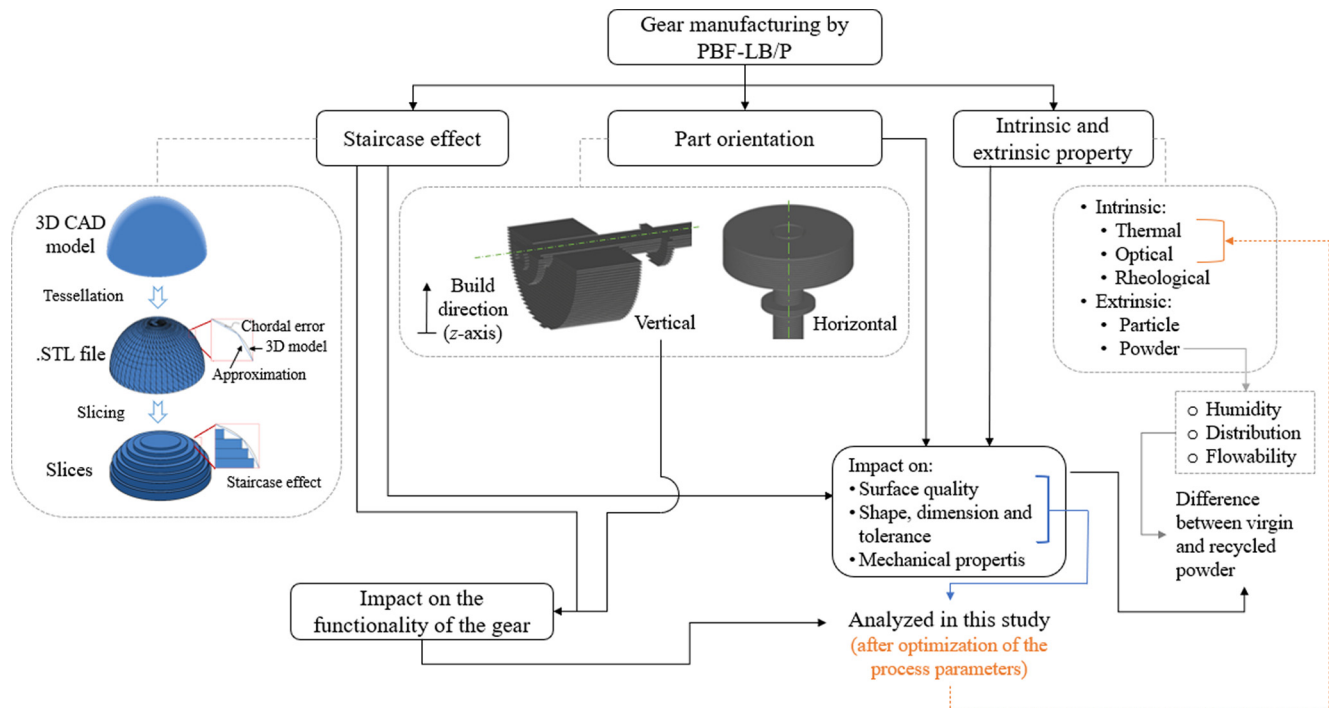 Gear manufacturing by
PBF-LB/P
Staircase effect
Part orientation
Intrinsic and
extrinsic property
3D CAD
model
Tessellation
.STL file
Chordal error
3D model
Approximation
Slicing
Slices
Staircase effect
Build
direction
(z-axis)
Vertical
Horizontal
• Intrinsic:
• Thermal
• Optical
• Rheological
• Extrinsic:
• Particle
• Powder
○ Humidity
○ Distribution
○ Flowability
Difference
between virgin
and recycled
powder
Impact on:
• Surface quality
• Shape, dimension and
tolerance
• Mechanical propertis
Impact on the
functionality of the gear
Analyzed in this study
(after optimization of the
process parameters)